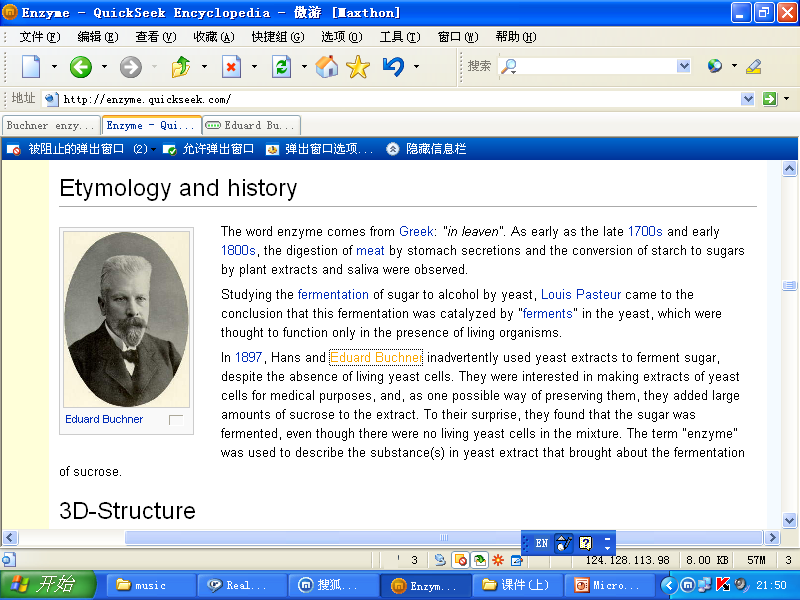 Enzyme - QuickSeek Encyclopedia - 傲游 [Maxthon]
文件(F) 编辑(E) 查看(V) 收藏(A) 快捷组(G) 选项(O) 工具(T) 窗口(W) 帮助(H)
搜索
地址 http://enzyme.quickseek.com/
Buchner enzy... Enzyme - Qui... Eduard Bu...
被阻止的弹出窗口 (2) 允许弹出窗口 弹出窗口选项... 隐藏信息栏
Etymology and history
The word enzyme comes from Greek: "in leaven". As early as the late 1700s and early
1800s, the digestion of meat by stomach secretions and the conversion of starch to sugars
by plant extracts and saliva were observed.
Studying the fermentation of sugar to alcohol by yeast, Louis Pasteur came to the
conclusion that this fermentation was catalyzed by "ferments" in the yeast, which were
thought to function only in the presence of living organisms.
In 1897, Hans and Eduard Buchner inadvertently used yeast extracts to ferment sugar,
despite the absence of living yeast cells. They were interested in making extracts of yeast
cells for medical purposes, and, as one possible way of preserving them, they added large
amounts of sucrose to the extract. To their surprise, they found that the sugar was
fermented, even though there were no living yeast cells in the mixture. The term "enzyme"
was used to describe the substance(s) in yeast extract that brought about the fermentation
of sucrose.
Eduard Buchner
3D-Structure
EN
3 124.128.113.98 8.00 KB 57M 3
开始 music Real... 搜狐... Enzym... 课件(上) Micro... 21:50